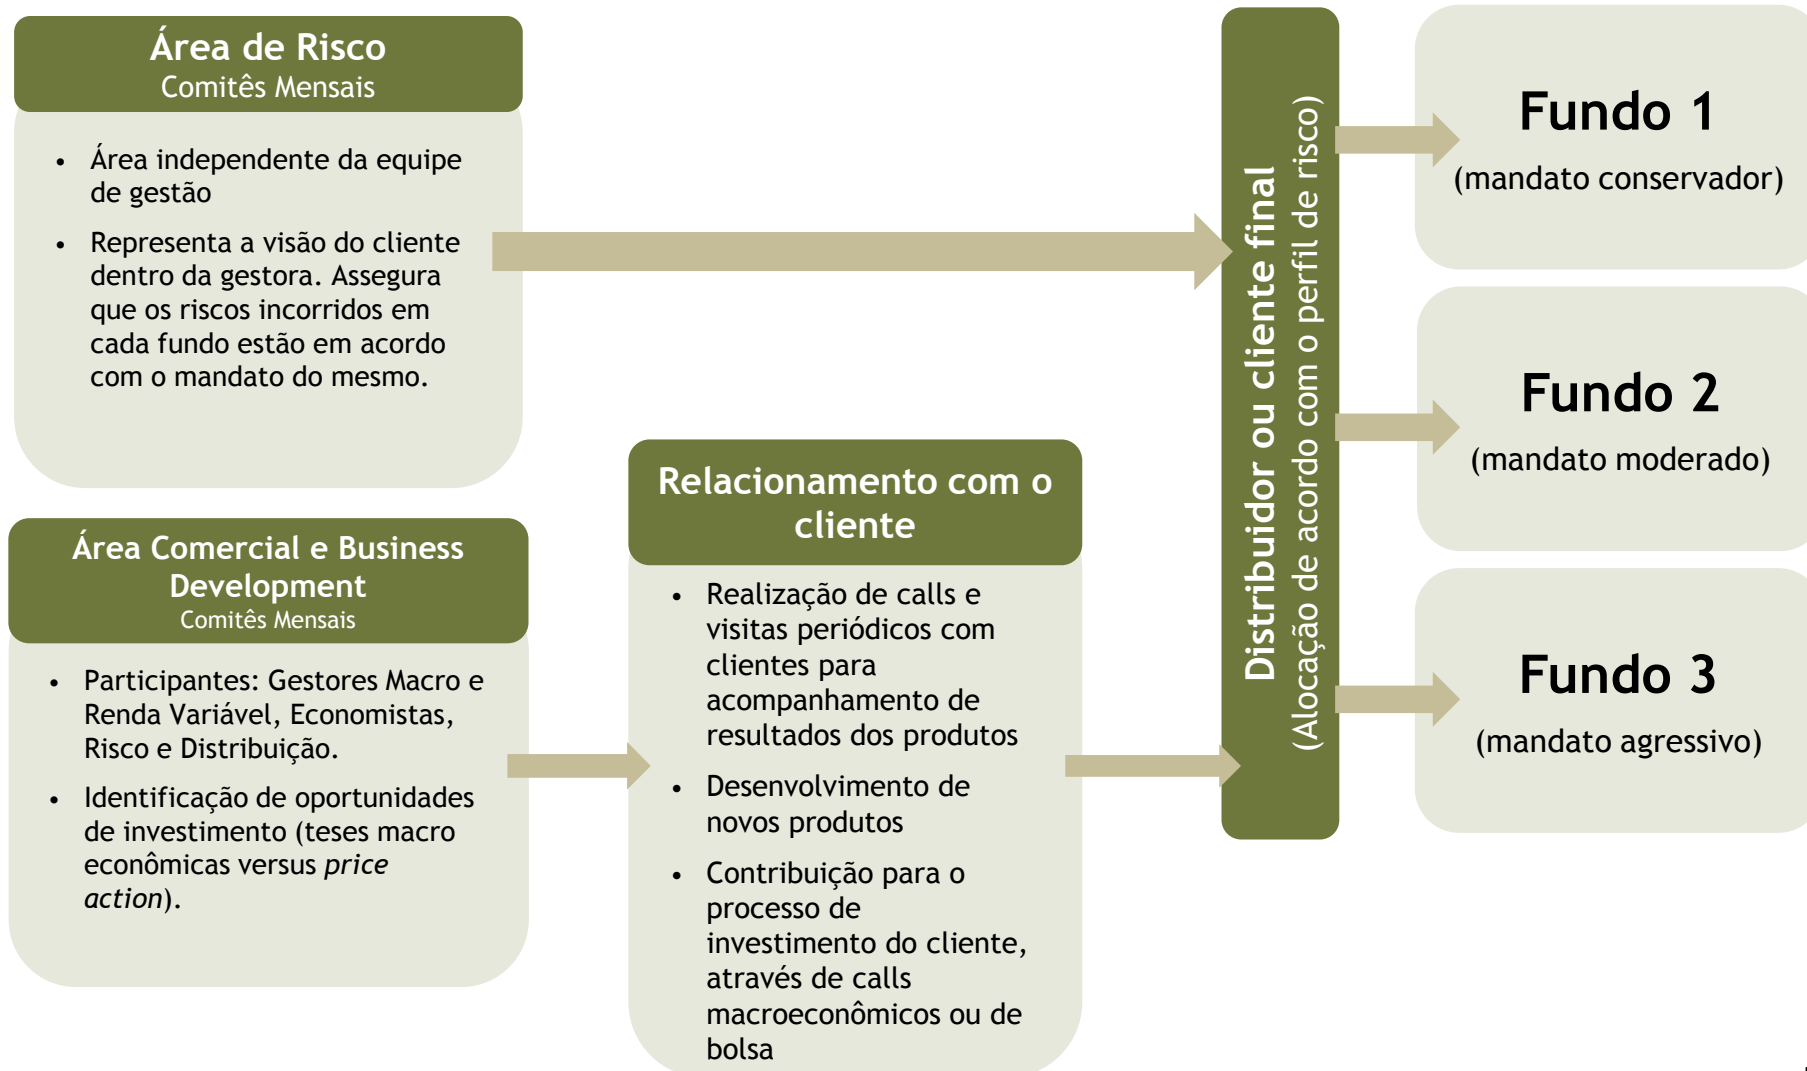 Área de Risco
Comitês Mensais
• Área independente da equipe
de gestão
• Representa a visão do cliente
dentro da gestora. Assegura
que os riscos incorridos em
cada fundo estão em acordo
com o mandato do mesmo.
Área Comercial e Business
Development
Comitês Mensais
• Participantes: Gestores Macro e
Renda Variável, Economistas,
Risco e Distribuição.
• Identificação de oportunidades
de investimento (teses macro
econômicas versus price
action).
Relacionamento com o
cliente
• Realização de calls e
visitas periódicos com
clientes para
acompanhamento de
resultados dos produtos
• Desenvolvimento de
novos produtos
• Contribuição para o
processo de
investimento do cliente,
através de calls
macroeconômicos ou de
bolsa
Distribuidor ou cliente final
(Alocação de acordo com o perfil de risco)
Fundo 1
(mandato conservador)
Fundo 2
(mandato moderado)
Fundo 3
(mandato agressivo)